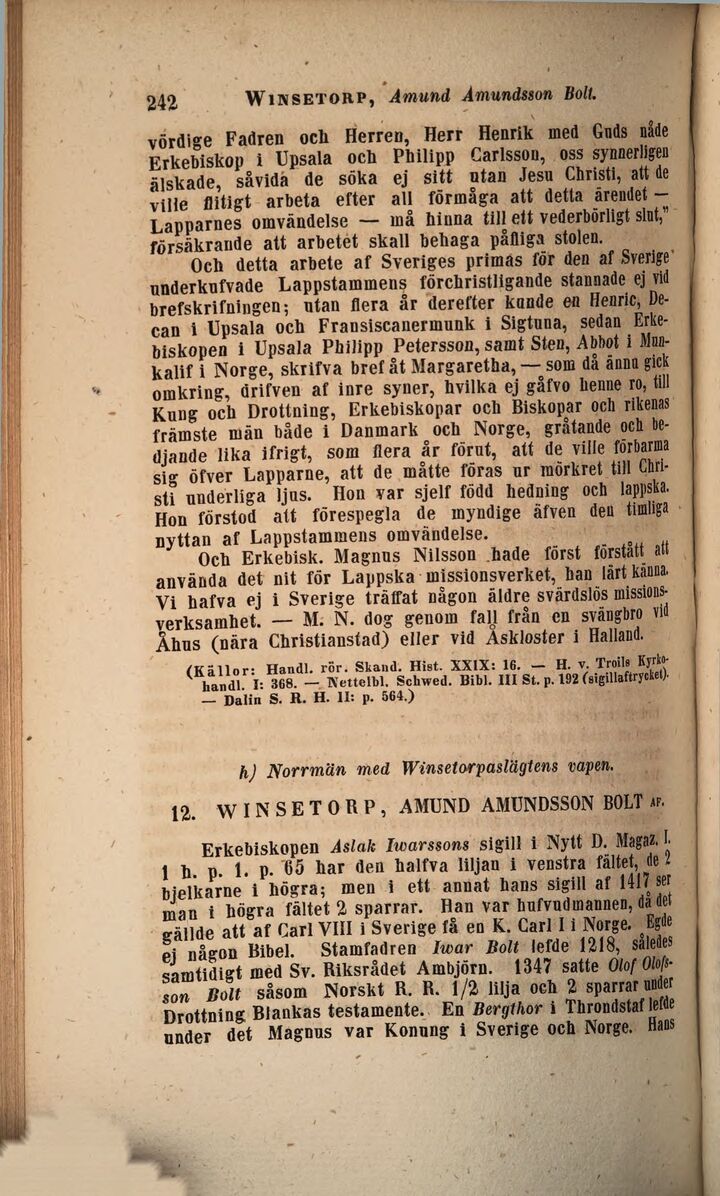 242 WINSETORP, Amund Amundsson Bolt.
vördige Fadren och Herren, Herr Henrik med Guds nåde
Erkebiskop i Upsala och Philipp Carlsson, oss synnerligen
älskade, såvida de söka ej sitt utan Jesu Christi, att de
ville flitigt arbeta efter all förmåga att detta ärendet —
Lapparnes omvändelse — må hinna till ett vederbörligt slut,"
försäkrande att arbetet skall behaga påfliga stolen.
Och detta arbete af Sveriges primas för den af Sverige
underkufvade Lappstammens förchristligande stannade ej vid
brefskrifningen; utan flera år derefter kunde en Henric, De-
can i Upsala och Fransiscanermunk i Sigtuna, sedan Erke-
biskopen i Upsala Philipp Petersson, samt Sten, Abbot i Mun-
kalif i Norge, skrifva bref åt Margaretha, — som då ännu gick
omkring, drifven af inre syner, hvilka ej gåfvo henne ro, till
Kung och Drottning, Erkebiskopar och Biskopar och rikenas
främste män både i Danmark och Norge, gråtande och be-
djande lika ifrigt, som flera år förut, att de ville förbarma
sig öfver Lapparne, att de måtte föras ur mörkret till Chri-
sti underliga ljus. Hon var sjelf född hedning och lappska.
Hon förstod att förespegla de myndige äfven den timliga
nyttan af Lappstammens omvändelse.
Och Erkebisk. Magnus Nilsson hade först förstått att
använda det nit för Lappska missionsverket, han lärt känna.
Vi hafva ej i Sverige träffat någon äldre svärdslös missions-
verksamhet. — M. N. dog genom fall från en svängbro vid
Åhus (nära Christianstad) eller vid Åskloster i Halland.
(Källor: Handl. rör. Skand. Hist. XXIX: 16. — H. v. Troils Kyrko-
handl. I: 368. — Nettelbl. Schwed. Bibl. III St. p. 192 (sigillaftrycket).
— Dalin S. R. H. II: p. 564.)
h) Norrmän med Winsetorpaslägtens vapen.
12. WINSETORP, AMUND AMUNDSSON BOLT AF.
Erkebiskopen Aslak Iwarssons sigill i Nytt D. Magaz. I.
1 h. p. 1. p. 65 har den halfva liljan i venstra fältet, de 2
bjelkarne i högra; men i ett annat hans sigill af 1417 ser
man i högra fältet 2 sparrar. Han var hufvudmannen, då det
gällde att af Carl VIII i Sverige få en K. Carl I i Norge. Egde
ej någon Bibel. Stamfadren Iwar Bolt lefde 1218, således
samtidigt med Sv. Riksrådet Ambjörn. 1347 satte Olof Olofs-
son Bolt såsom Norskt R. R. 1/2 lilja och 2 sparrar under
Drottning Blankas testamente. En Bergthor i Throndstaf lefde
under det Magnus var Konung i Sverige och Norge. Hans